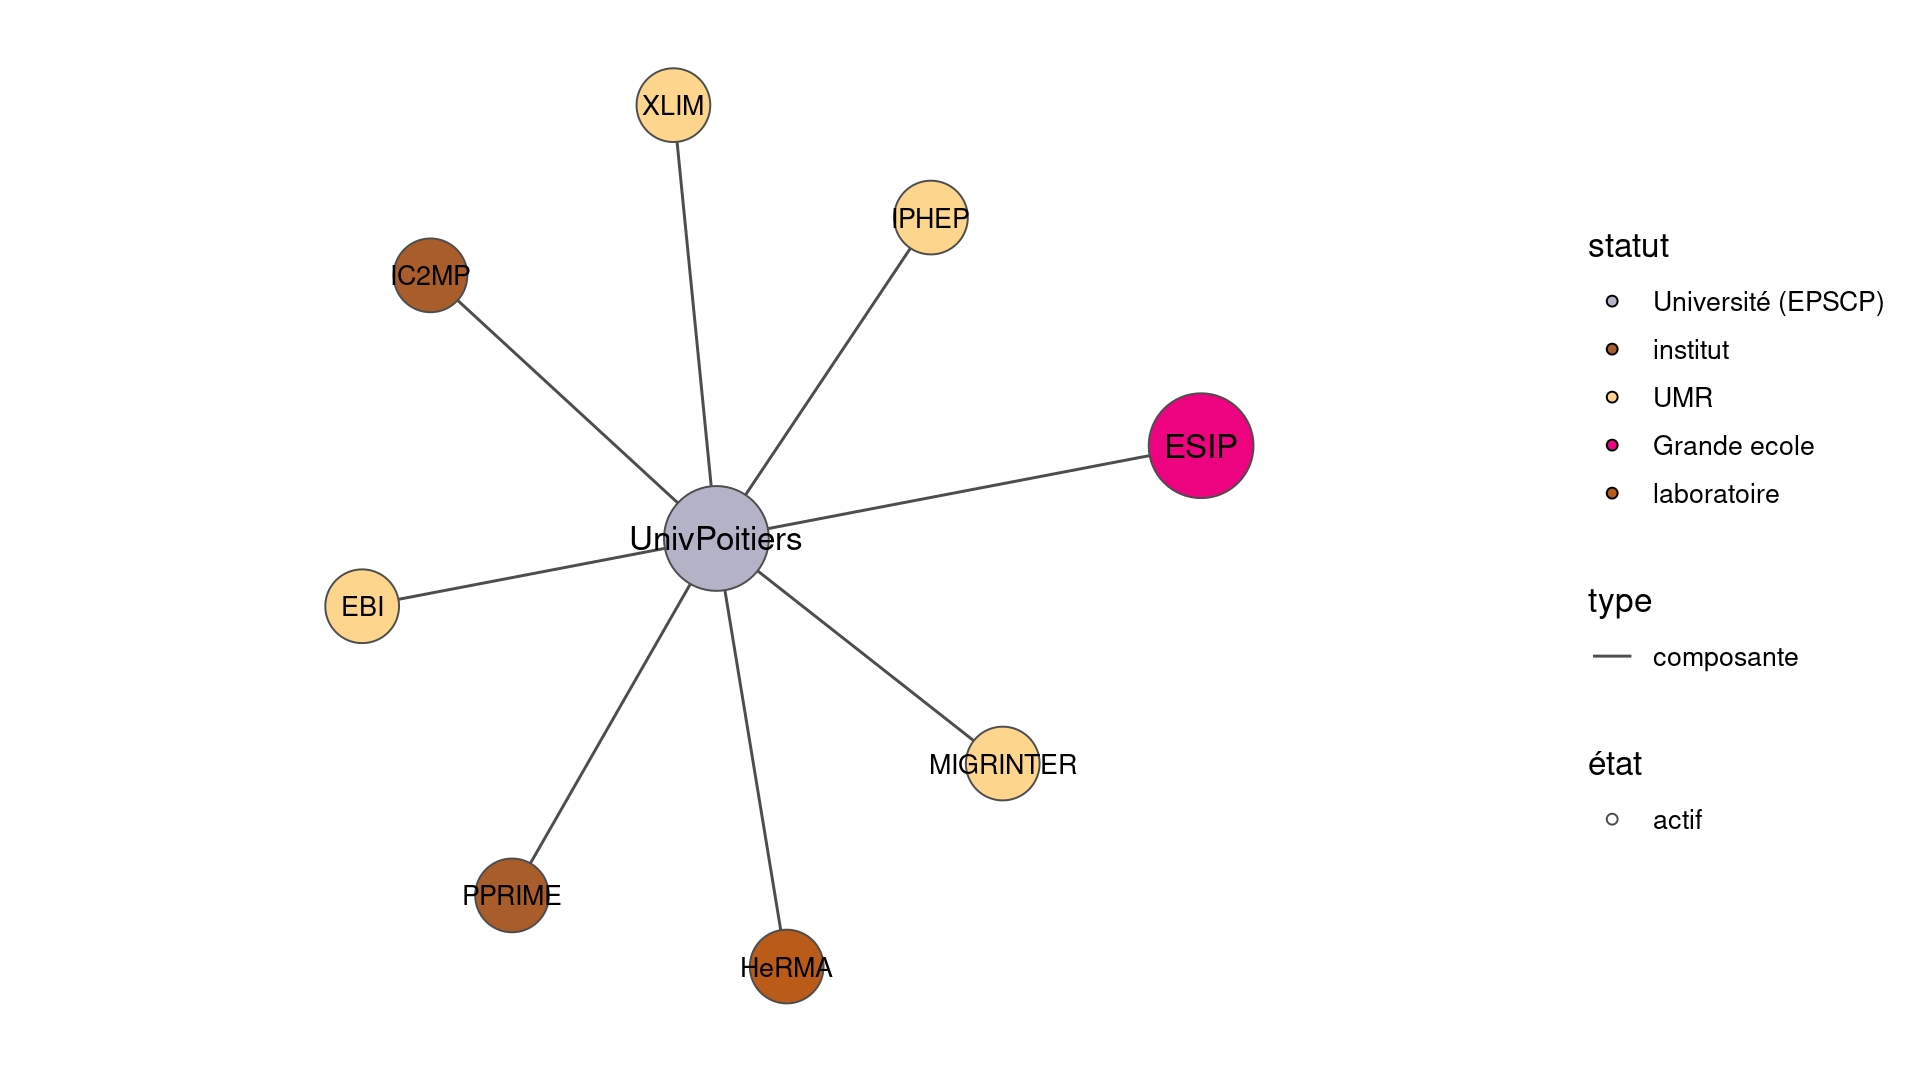 XLIM
IPHEP
IC2MP
ESIP
UnivPoitiers
EBI
MIGRINTER
PPRIME
HeRMA
statut
Université (EPSCP)
institut
UMR
Grande ecole
laboratoire
type
composante
état
actif